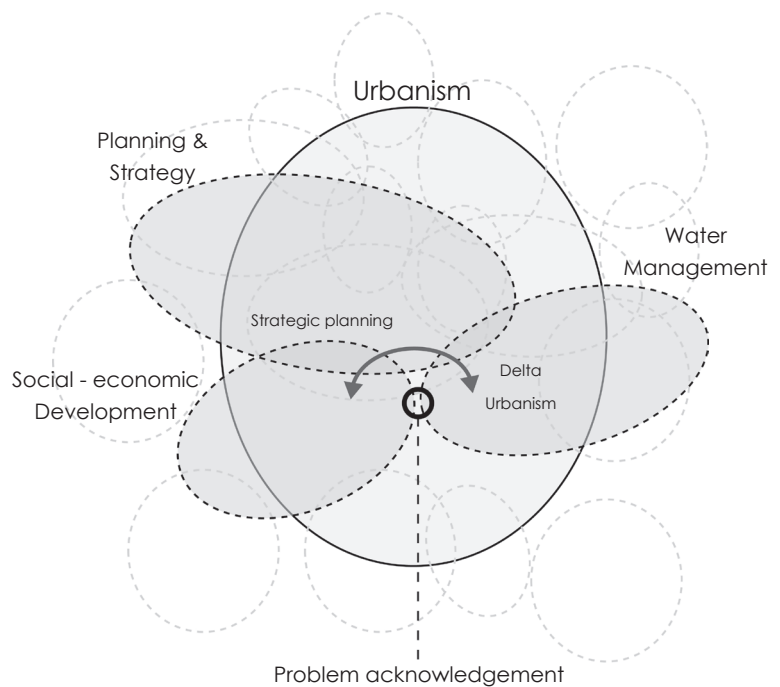 Urbanism
Planning &
Strategy
Water
Management
Strategic planning
Social - economic
Development
Delta
Urbanism
Problem acknowledgement